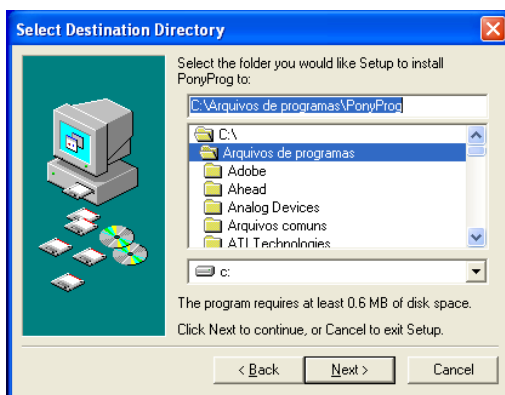 Select Destination Directory
Select the folder you would like Setup to install
PonyProg to:
C:\Arquivos de programas\PonyProg
C:\
Arquivos de programas
Adobe
Ahead
Analog Devices
Arquivos comuns
ATI Technologies
c:
The program requires at least 0.6 MB of disk space.
Click Next to continue, or Cancel to exit Setup.
< Back
Next >
Cancel